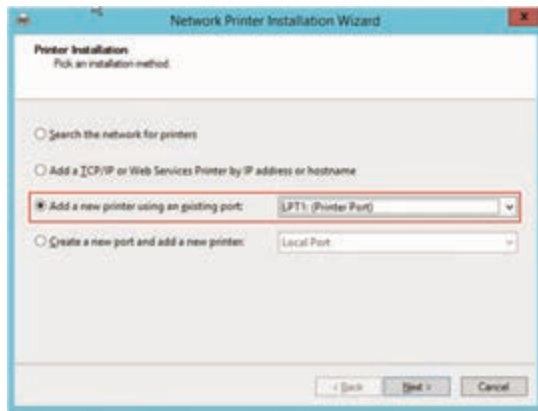 Network Printer Installation Wizard
Printer Installation
Pick an installation method.
Search the network for printers
Add a TCP/IP or Web Services Printer by IP address or hostname
Add a new printer using an existing port: LPT1: (Printer Port)
Create a new port and add a new printer: Local Port
< Back Next > Cancel